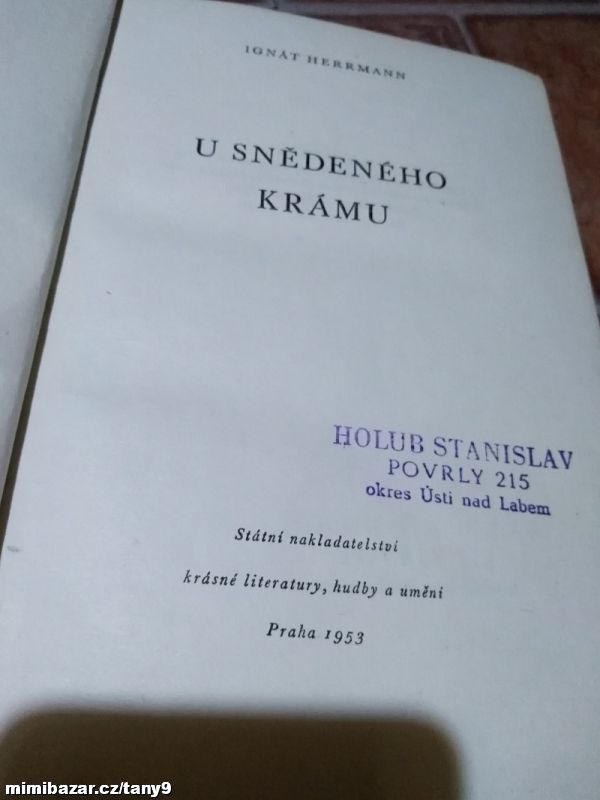 IGNÁT HERRMANN
U SNĚDENÉHO
KRÁMU
HOLUB STANISLAV
POVRLY 215
okres Ústi nad Labem
Státní nakladatelství
krásné literatury, hudby a umění
Praha 1953
mimibazar.cz/tany9